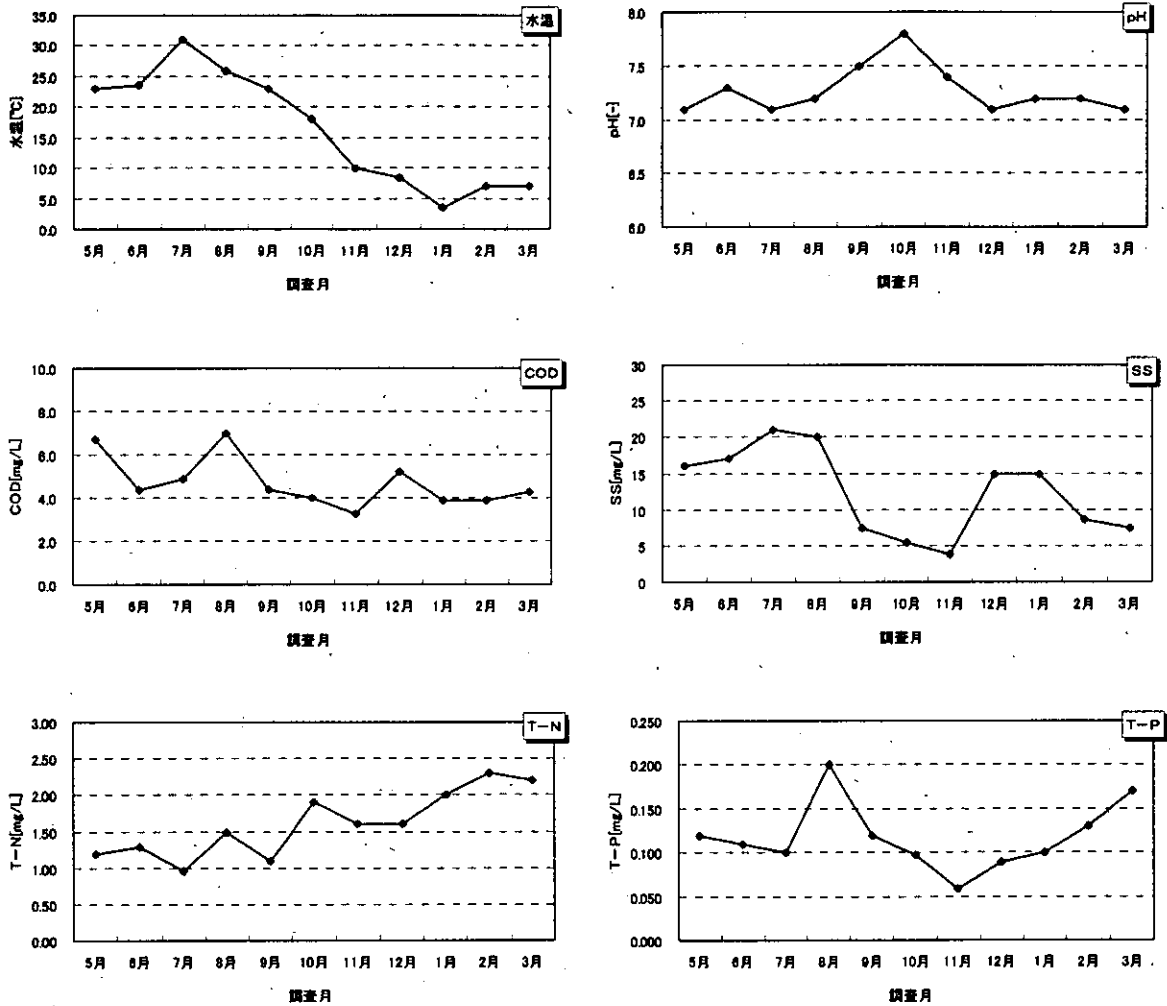 水温
35.0
30.0
25.0
20.0
15.0
10.0
5.0
0.0
水温[℃]
5月 6月 7月 8月 9月 10月 11月 12月 1月 2月 3月
調査月
pH
8.0
7.5
7.0
6.5
6.0
pH[-]
5月 6月 7月 8月 9月 10月 11月 12月 1月 2月 3月
調査月
COD
10.0
8.0
6.0
4.0
2.0
0.0
COD[mg/L]
5月 6月 7月 8月 9月 10月 11月 12月 1月 2月 3月
調査月
SS
30
25
20
15
10
5
0
SS[mg/L]
5月 6月 7月 8月 9月 10月 11月 12月 1月 2月 3月
調査月
T-N
3.00
2.50
2.00
1.50
1.00
0.50
0.00
T-N[mg/L]
5月 6月 7月 8月 9月 10月 11月 12月 1月 2月 3月
調査月
T-P
0.250
0.200
0.150
0.100
0.050
0.000
T-P[mg/L]
5月 6月 7月 8月 9月 10月 11月 12月 1月 2月 3月
調査月